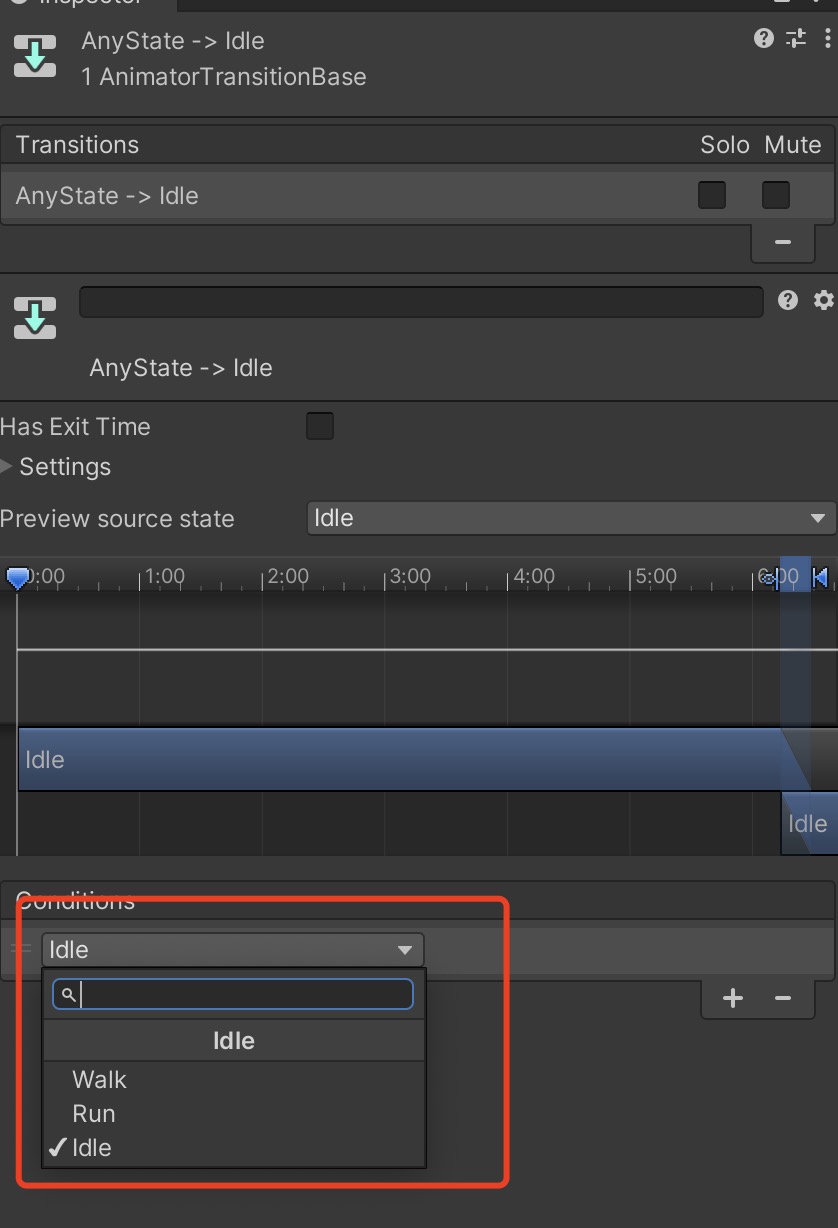 Inspector
AnyState -> Idle
1 AnimatorTransitionBase
Transitions Solo Mute
AnyState -> Idle
AnyState -> Idle
Has Exit Time
Settings
Preview source state Idle
0:00 1:00 2:00 3:00 4:00 5:00 6:00
Idle
Idle
Conditions
Idle
Idle
Walk
Run
Idle